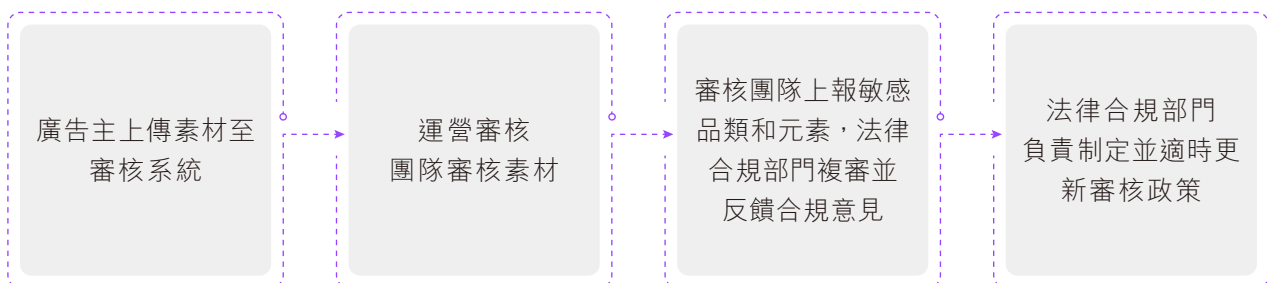 廣告主上傳素材至
審核系統
運營審核
團隊審核素材
審核團隊上報敏感
品類和元素，法律
合規部門複審並
反饋合規意見
法律合規部門
負責制定並適時更
新審核政策